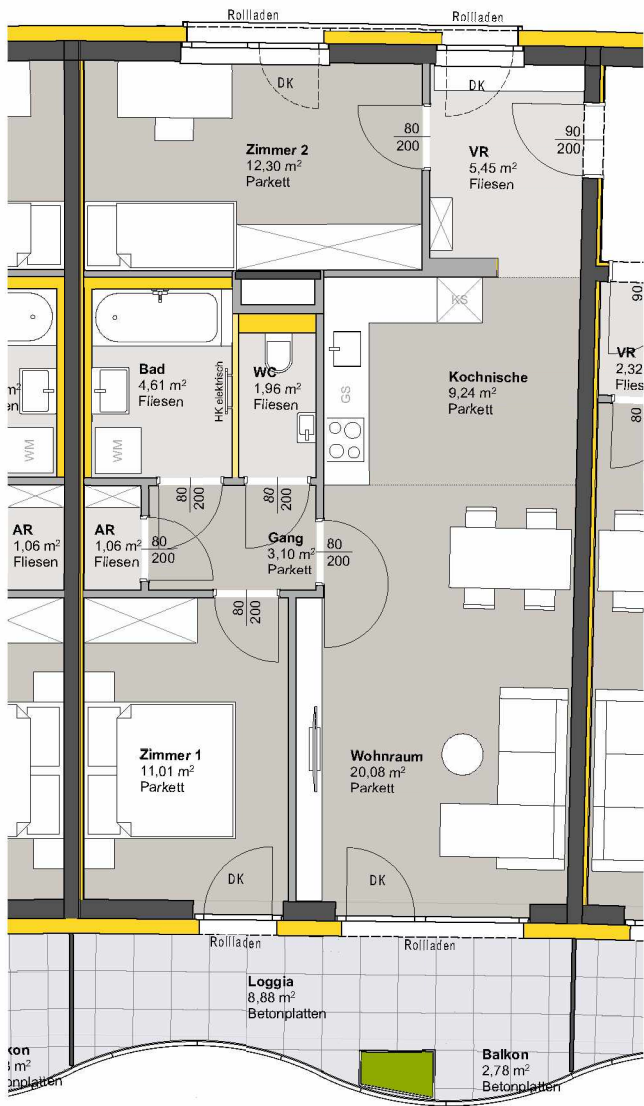 Rollladen
Rollladen
DK
DK
Zimmer 2
12,30 m²
Parkett
80
200
VR
5,45 m²
Fliesen
90
200
KS
90
Bad
4,61 m²
Fliesen
HK elektrisch
WM
WM
WC
1,96 m²
Fliesen
GS
Kochnische
9,24 m²
Parkett
VR
2,32
m²
80
80
200
80
200
AR
1,06 m²
Fliesen
AR
1,06 m²
Fliesen
80
200
Gang
3,10 m²
Parkett
80
200
80
200
Zimmer 1
11,01 m²
Parkett
Wohnraum
20,08 m²
Parkett
DK
DK
Rollladen
Rollladen
Loggia
8,88 m²
Betonplatten
Balkon
2,78 m²
Betonplatten